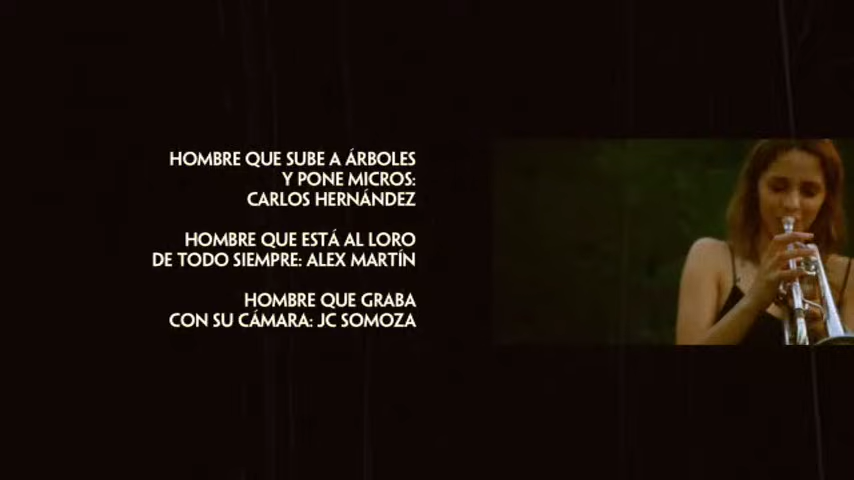 HOMBRE QUE SUBE A ÁRBOLES
Y PONE MICROS:
CARLOS HERNÁNDEZ
HOMBRE QUE ESTÁ AL LORO
DE TODO SIEMPRE: ALEX MARTÍN
HOMBRE QUE GRABA
CON SU CÁMARA: JC SOMOZA